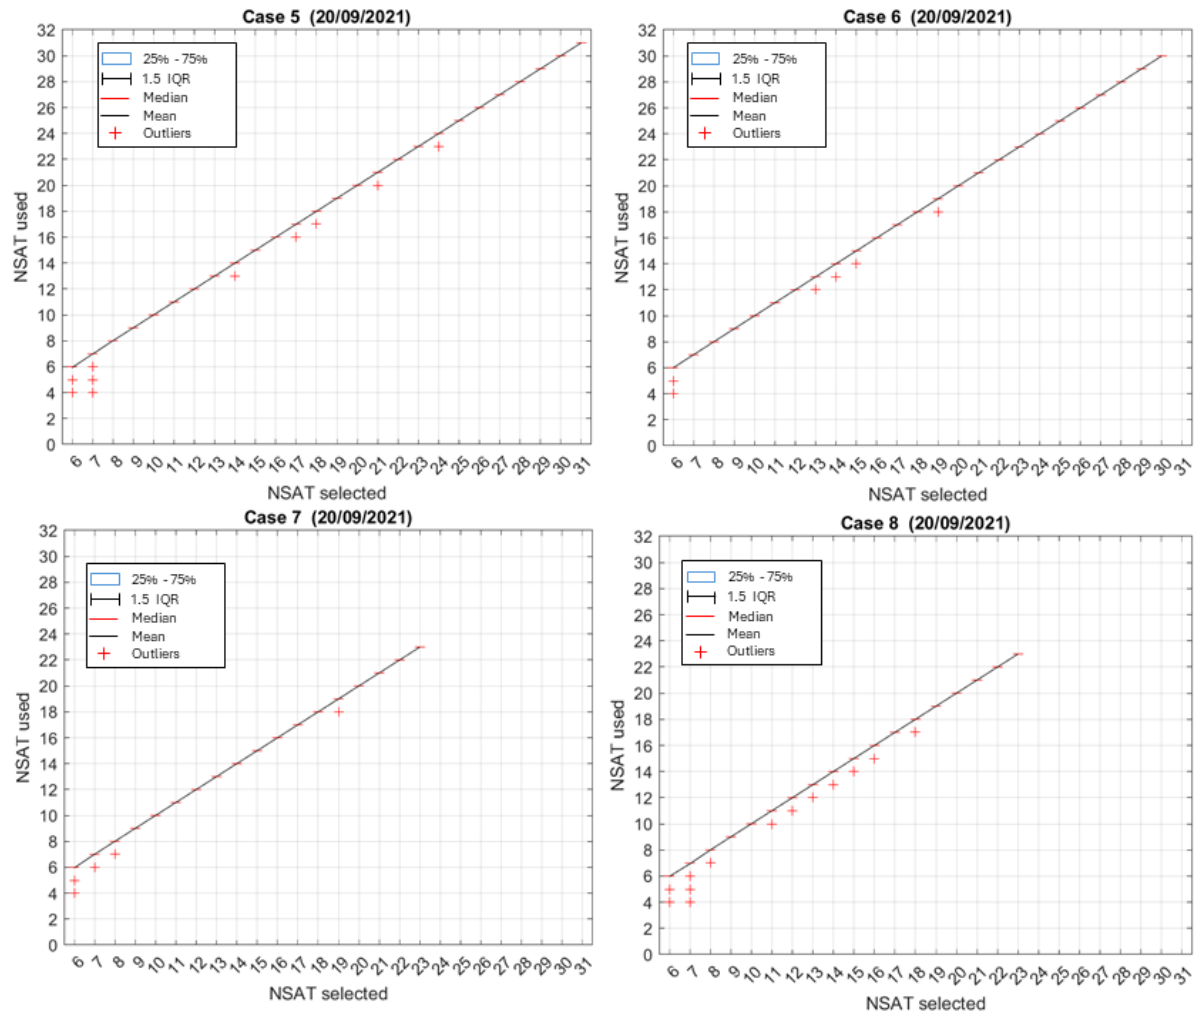 Case 5 (20/09/2021)
32
30
28
26
24
22
20
18
16
14
12
10
8
6
4
2
0
NSAT used
25% - 75%
1.5 IQR
Median
Mean
Outliers
6 7 8 9 10 11 12 13 14 15 16 17 18 19 20 21 22 23 24 25 26 27 28 29 30 31
NSAT selected
Case 6 (20/09/2021)
32
30
28
26
24
22
20
18
16
14
12
10
8
6
4
2
0
NSAT used
25% - 75%
1.5 IQR
Median
Mean
Outliers
6 7 8 9 10 11 12 13 14 15 16 17 18 19 20 21 22 23 24 25 26 27 28 29 30 31
NSAT selected
Case 7 (20/09/2021)
32
30
28
26
24
22
20
18
16
14
12
10
8
6
4
2
0
NSAT used
25% - 75%
1.5 IQR
Median
Mean
Outliers
6 7 8 9 10 11 12 13 14 15 16 17 18 19 20 21 22 23 24 25 26 27 28 29 30 31
NSAT selected
Case 8 (20/09/2021)
32
30
28
26
24
22
20
18
16
14
12
10
8
6
4
2
0
NSAT used
25% - 75%
1.5 IQR
Median
Mean
Outliers
6 7 8 9 10 11 12 13 14 15 16 17 18 19 20 21 22 23 24 25 26 27 28 29 30 31
NSAT selected